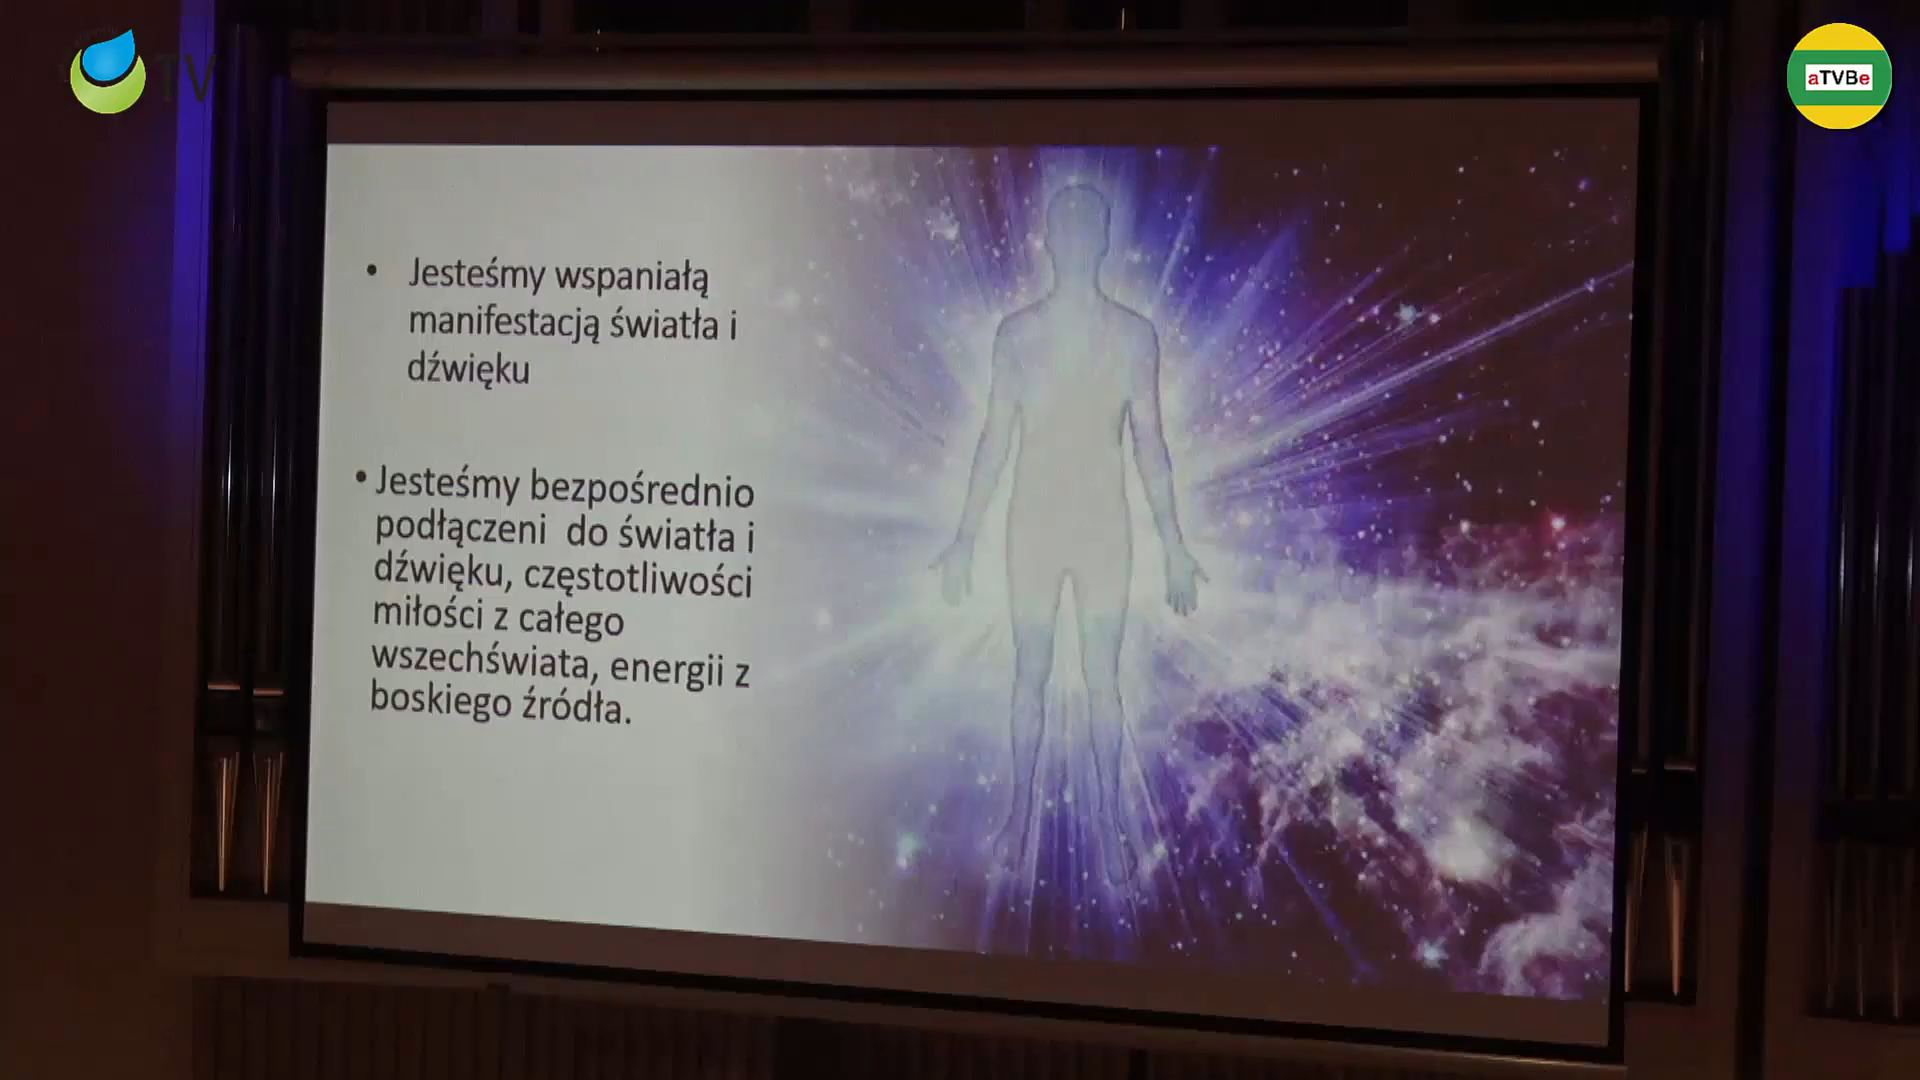 TV
aTVBe
Jesteśmy wspaniałą
manifestacją światła i
dźwięku
Jesteśmy bezpośrednio
podłączeni do światła i
dźwięku, częstotliwości
miłości z całego
wszechświata, energii z
boskiego źródła.